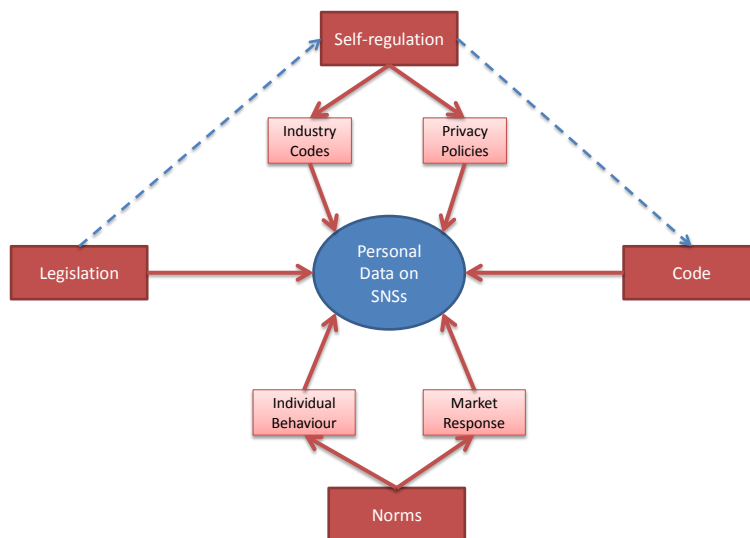 Self-regulation
Industry
Codes
Privacy
Policies
Legislation
Personal
Data on
SNSs
Code
Individual
Behaviour
Market
Response
Norms